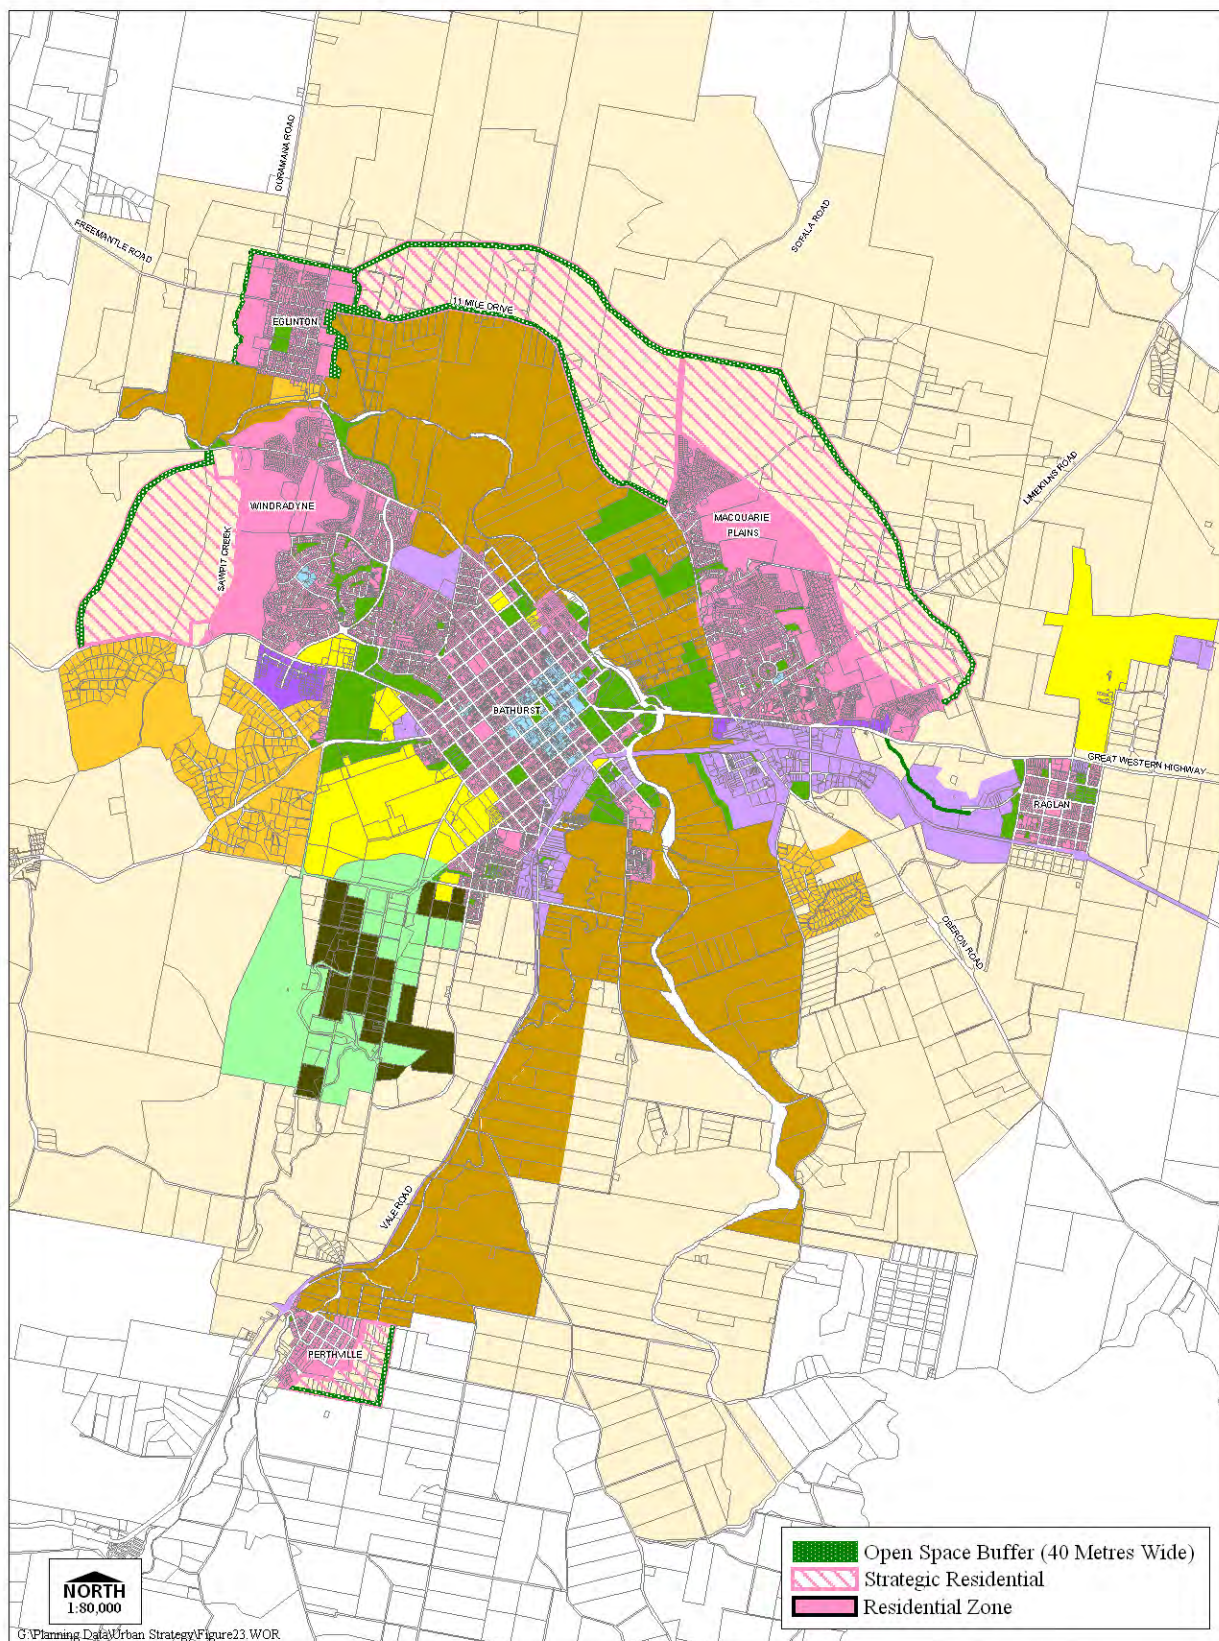 OURAMANA ROAD
FREEMANTLE ROAD
SOFALA ROAD
11 MILE DRIVE
EGLINTON
LIMEKILNS ROAD
WINDRADYNE
MACQUARIE
PLAINS
SAWPIT CREEK
BATHURST
GREAT WESTERN HIGHWAY
RAGLAN
OBERON ROAD
VALE ROAD
PERTHVILLE
Open Space Buffer (40 Metres Wide)
Strategic Residential
Residential Zone
NORTH
1:80,000
G:\Planning Data\Urban Strategy\Figure23.WOR